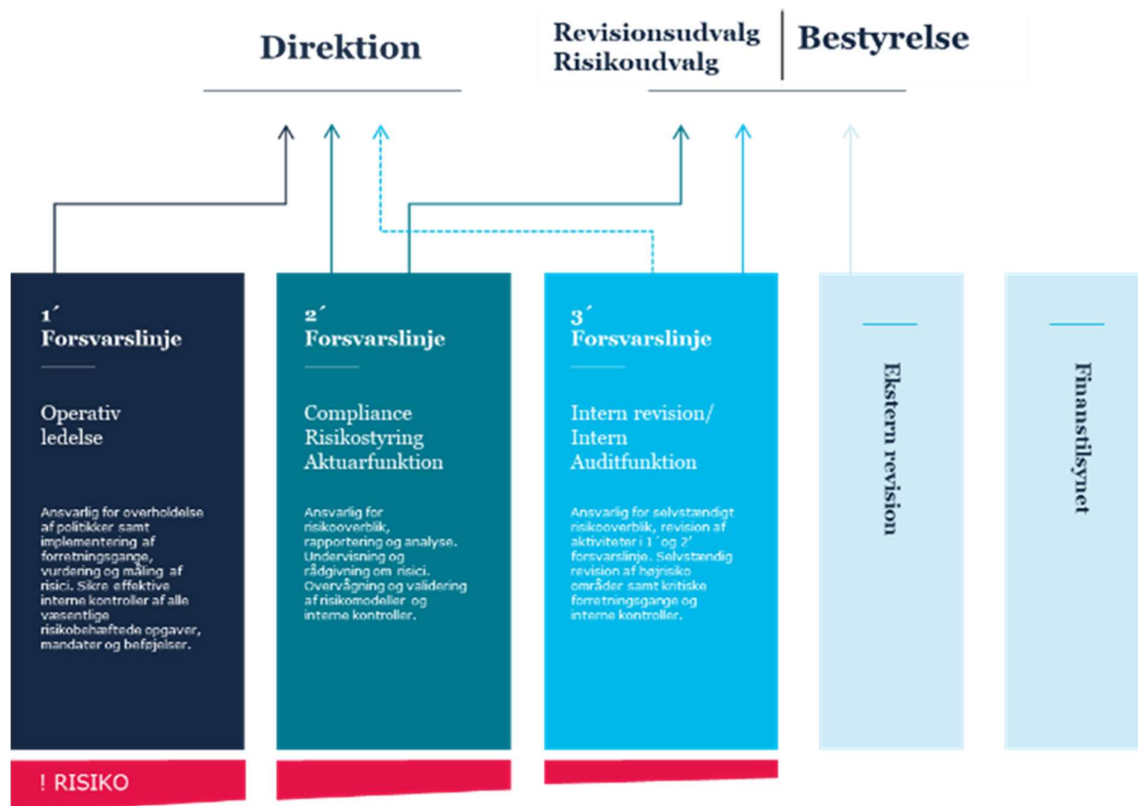 Direktion
Revisionsudvalg
Risikoudvalg
Bestyrelse
1´
Forsvarslinje
Operativ
ledelse
Ansvarlig for overholdelse
af politikker samt
implementering af
forretningsgange,
vurdering og måling af
risici. Sikre effektive
interne kontroller af alle
væsentlige
risikobehæftede opgaver,
mandater og beføjelser.
2´
Forsvarslinje
Compliance
Risikostyring
Aktuarfunktion
Ansvarlig for
risikooverblik,
rapportering og analyse.
Undervisning og
rådgivning om risici.
Overvågning og validering
af risikomodeller og
interne kontroller.
3´
Forsvarslinje
Intern revision/
Intern
Auditfunktion
Ansvarlig for selvstændigt
risikooverblik, revision af
aktiviteter i 1´og 2’
forsvarslinje. Selvstændig
revision af højrisiko
områder samt kritiske
forretningsgange og
interne kontroller.
Ekstern revision
Finanstilsynet
! RISIKO